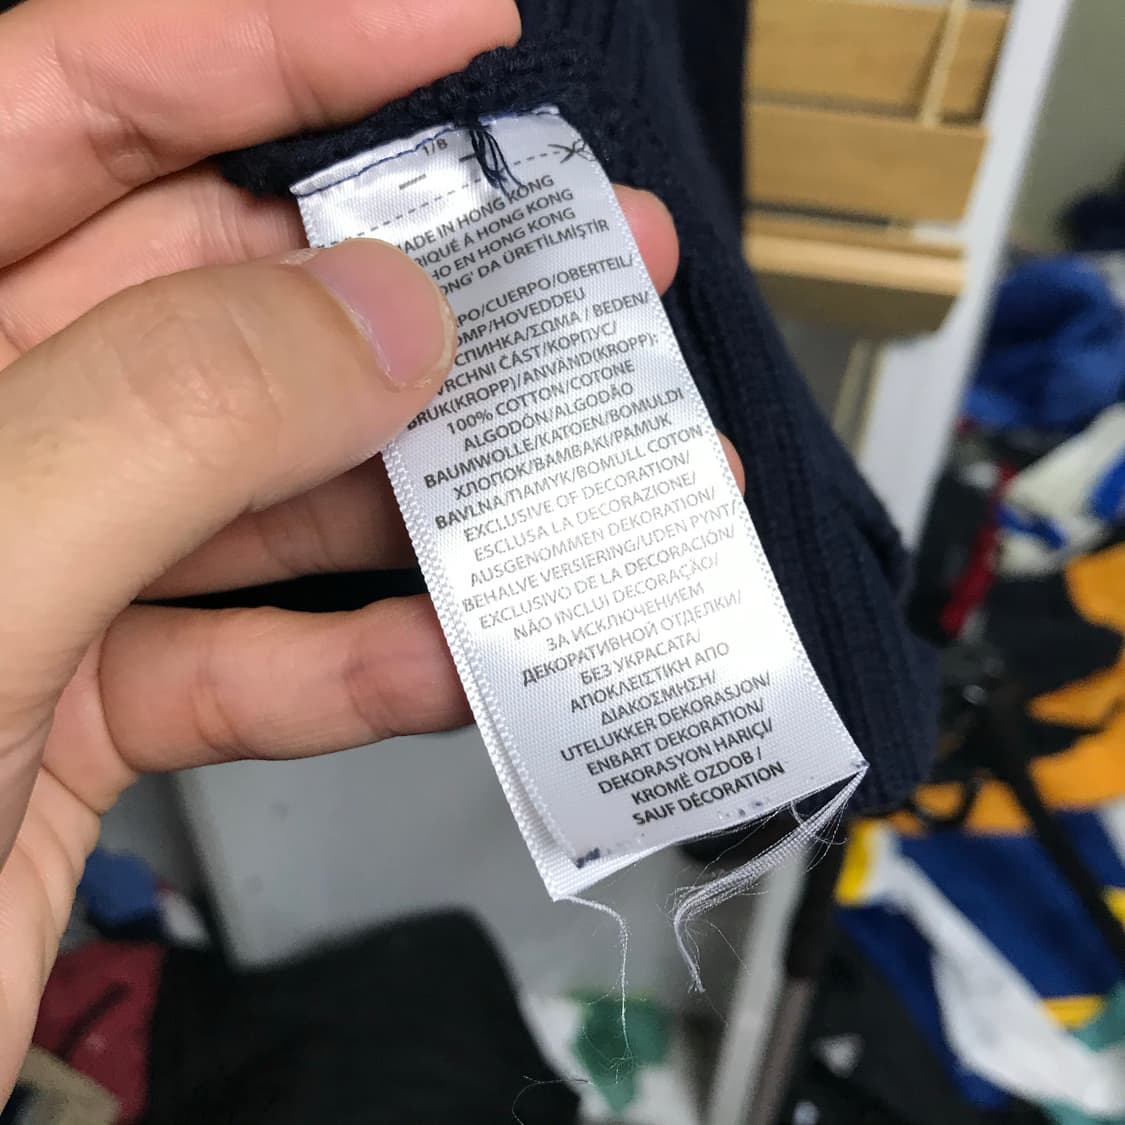 1/8
MADE IN HONG KONG
À HONG KONG
EN HONG KONG
DA ÜRETİLMİŞTİR
/CUERPO/OBERTEIL/
/HOVEDDEU
СПИНКА/ΣΩΜΑ / BEDEN/
VRCHNI ČÁST/КОРПУС/
BRUK(KROPP)/ANVÄND(KROPP):
100% COTTON/COTONE
ALGODÓN/ALGODÃO
BAUMWOLLE/KATOEN/BOMULDI
ХЛОПОК/BAMBAKI/PAMUK
BAVLNA/ПАМУК/BOMULL COTON
EXCLUSIVE OF DECORATION/
ESCLUSA LA DECORAZIONE/
AUSGENOMMEN DEKORATION/
BEHALVE VERSIERING/UDEN PYNT/
EXCLUSIVO DE LA DECORACIÓN/
NÃO INCLUI DECORAÇÃO/
ЗА ИСКЛЮЧЕНИЕМ
ДЕКОРАТИВНОЙ ОТДЕЛКИ/
БЕЗ УКРАСАТА/
ΑΠΟΚΛΕΙΣΤΙΚΗ ΑΠΟ
ΔΙΑΚΟΣΜΗΣΗ/
UTELUKKER DEKORASJON/
ENBART DEKORATION/
DEKORASYON HARIÇI/
KROMĚ OZDOB /
SAUF DÉCORATION